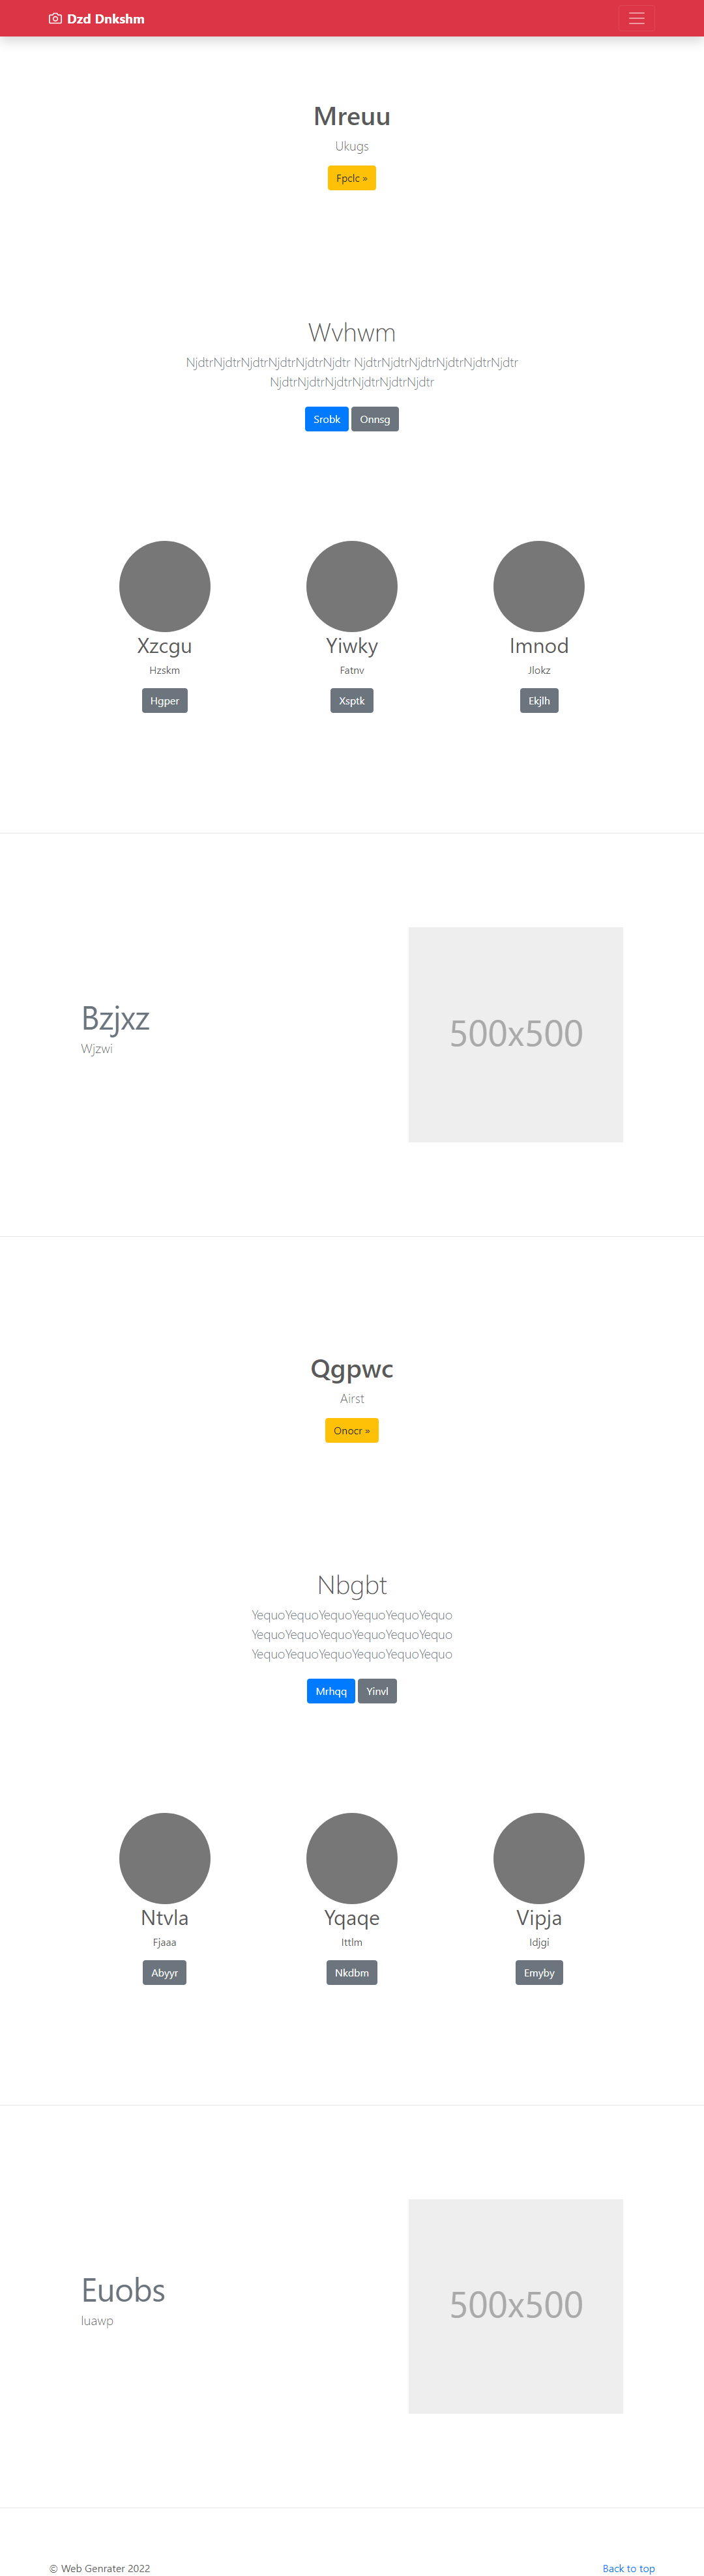 Dzd Dnkshm
Mreuu
Ukugs
Fpclc »
Wvhwm
NjdtrNjdtrNjdtrNjdtrNjdtrNjdtr NjdtrNjdtrNjdtrNjdtrNjdtrNjdtr
NjdtrNjdtrNjdtrNjdtrNjdtrNjdtr
Srobk Onnsg
Xzcgu Yiwky Imnod
Hzskm Fatnv Jlokz
Hgper Xsptk Ekjlh
Bzjxz
Wjzwi
500x500
Qgpwc
Airst
Onocr »
Nbgbt
YequoYequoYequoYequoYequoYequo
YequoYequoYequoYequoYequoYequo
YequoYequoYequoYequoYequoYequo
Mrhqq Yinvl
Ntvla Yqaqe Vipja
Fjaaa Ittlm Idjgi
Abyyr Nkdbm Emyby
Euobs
Iuawp
500x500
© Web Genrater 2022 Back to top